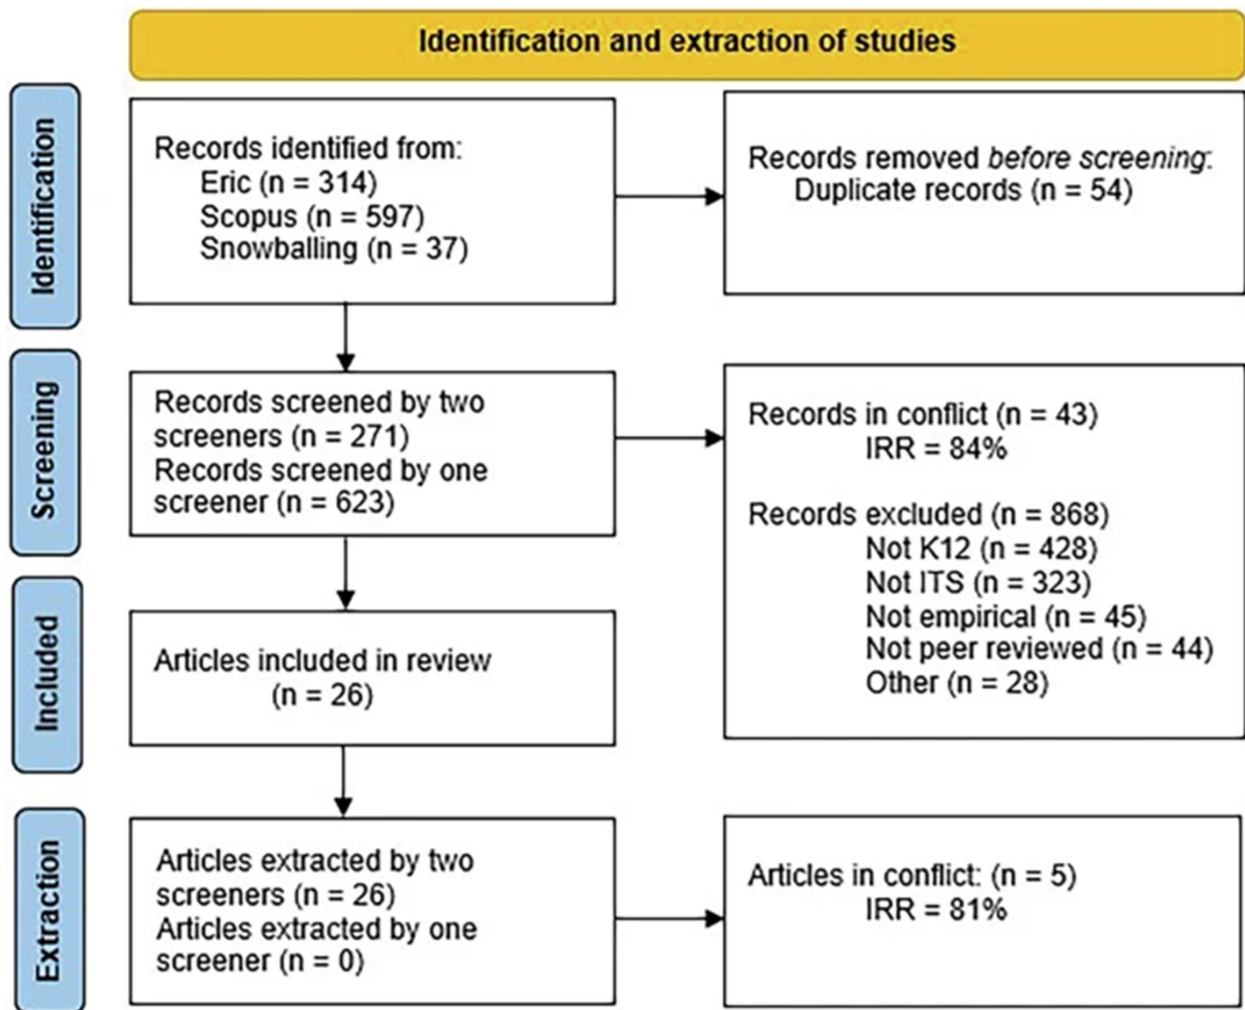 Identification and extraction of studies
Identification
Records identified from:
Eric (n = 314)
Scopus (n = 597)
Snowballing (n = 37)
Records removed before screening:
Duplicate records (n = 54)
Screening
Records screened by two
screeners (n = 271)
Records screened by one
screener (n = 623)
Records in conflict (n = 43)
IRR = 84%
Records excluded (n = 868)
Not K12 (n = 428)
Not ITS (n = 323)
Not empirical (n = 45)
Not peer reviewed (n = 44)
Other (n = 28)
Included
Articles included in review
(n = 26)
Extraction
Articles extracted by two
screeners (n = 26)
Articles extracted by one
screener (n = 0)
Articles in conflict: (n = 5)
IRR = 81%